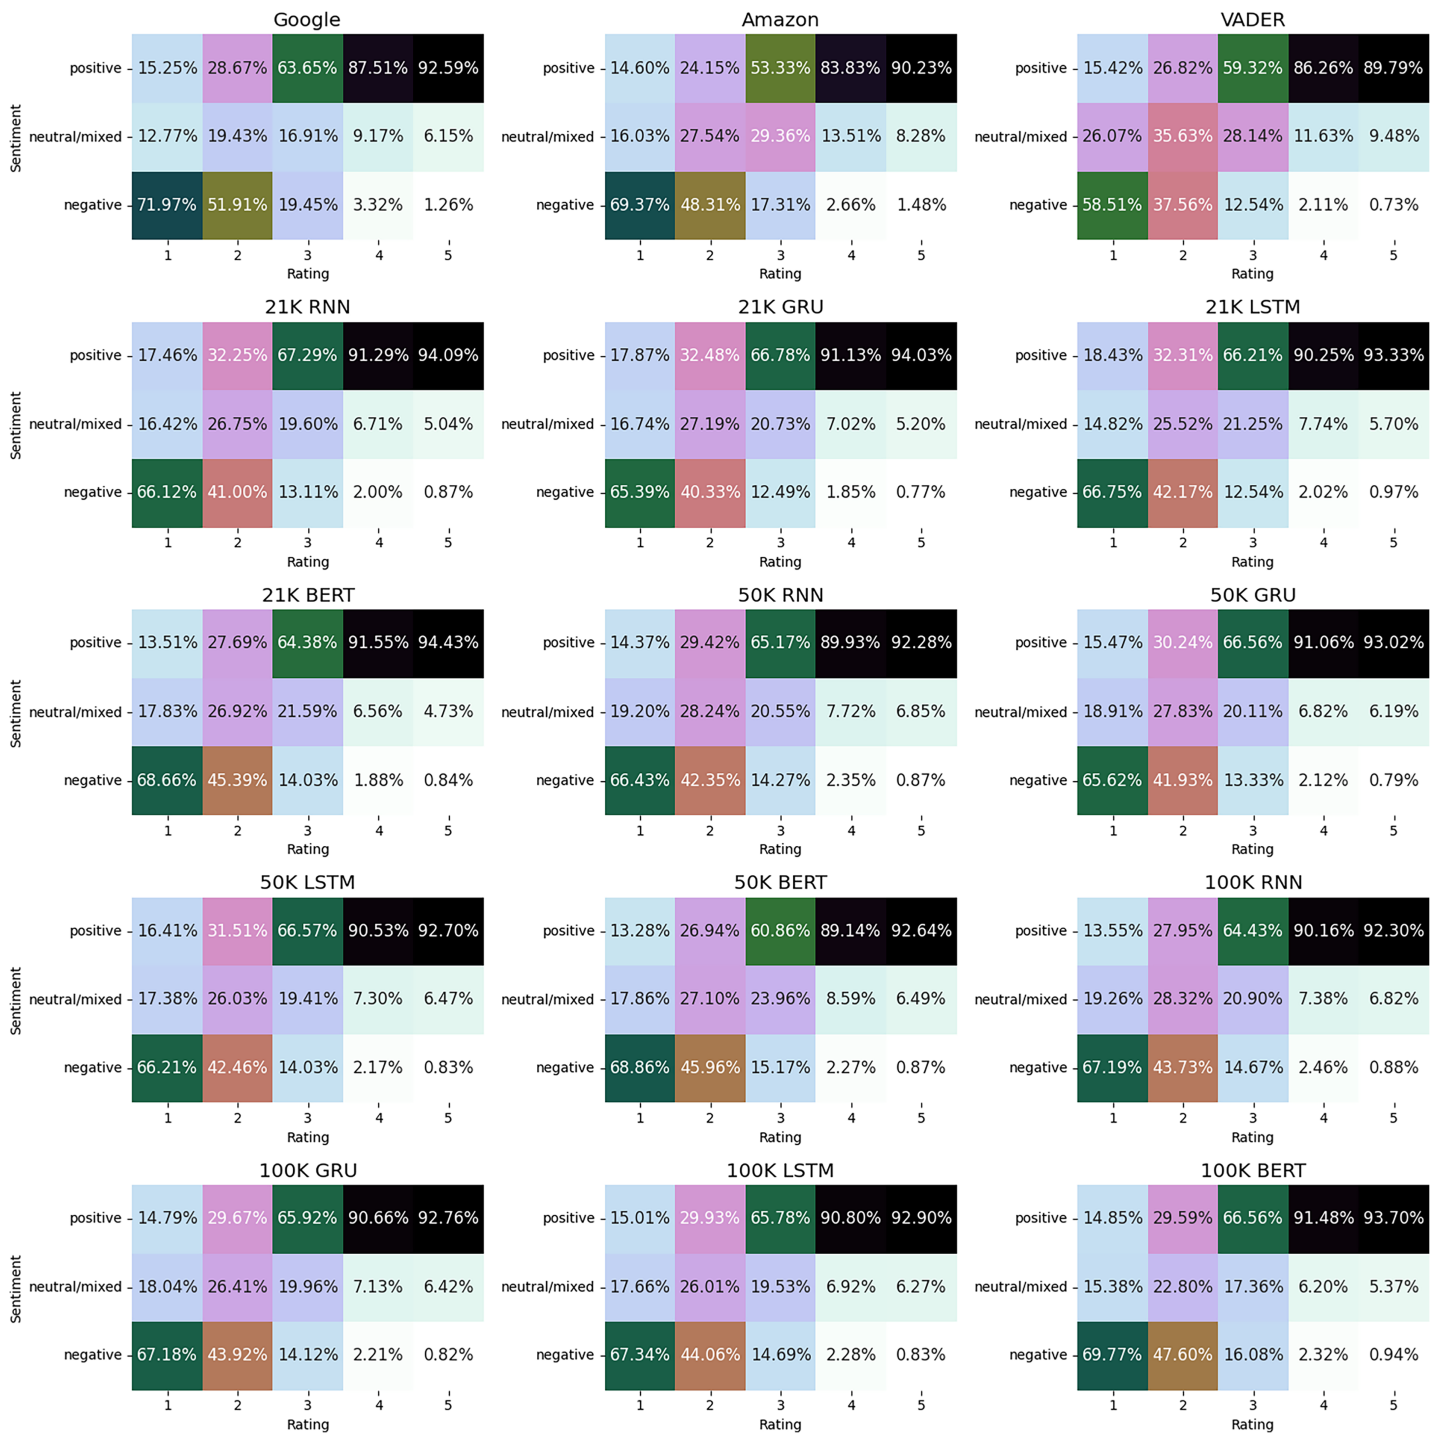 Google Amazon VADER
positive 15.25% 28.67% 63.65% 87.51% 92.59% positive 14.60% 24.15% 53.33% 83.83% 90.23% positive 15.42% 26.82% 59.32% 86.26% 89.79%
Sentiment neutral/mixed 12.77% 19.43% 16.91% 9.17% 6.15% neutral/mixed 16.03% 27.54% 29.36% 13.51% 8.28% neutral/mixed 26.07% 35.63% 28.14% 11.63% 9.48%
negative 71.97% 51.91% 19.45% 3.32% 1.26% negative 69.37% 48.31% 17.31% 2.66% 1.48% negative 58.51% 37.56% 12.54% 2.11% 0.73%
1 2 3 4 5 1 2 3 4 5 1 2 3 4 5
Rating Rating Rating
21K RNN 21K GRU 21K LSTM
positive 17.46% 32.25% 67.29% 91.29% 94.09% positive 17.87% 32.48% 66.78% 91.13% 94.03% positive 18.43% 32.31% 66.21% 90.25% 93.33%
Sentiment neutral/mixed 16.42% 26.75% 19.60% 6.71% 5.04% neutral/mixed 16.74% 27.19% 20.73% 7.02% 5.20% neutral/mixed 14.82% 25.52% 21.25% 7.74% 5.70%
negative 66.12% 41.00% 13.11% 2.00% 0.87% negative 65.39% 40.33% 12.49% 1.85% 0.77% negative 66.75% 42.17% 12.54% 2.02% 0.97%
1 2 3 4 5 1 2 3 4 5 1 2 3 4 5
Rating Rating Rating
21K BERT 50K RNN 50K GRU
positive 13.51% 27.69% 64.38% 91.55% 94.43% positive 14.37% 29.42% 65.17% 89.93% 92.28% positive 15.47% 30.24% 66.56% 91.06% 93.02%
Sentiment neutral/mixed 17.83% 26.92% 21.59% 6.56% 4.73% neutral/mixed 19.20% 28.24% 20.55% 7.72% 6.85% neutral/mixed 18.91% 27.83% 20.11% 6.82% 6.19%
negative 68.66% 45.39% 14.03% 1.88% 0.84% negative 66.43% 42.35% 14.27% 2.35% 0.87% negative 65.62% 41.93% 13.33% 2.12% 0.79%
1 2 3 4 5 1 2 3 4 5 1 2 3 4 5
Rating Rating Rating
50K LSTM 50K BERT 100K RNN
positive 16.41% 31.51% 66.57% 90.53% 92.70% positive 13.28% 26.94% 60.86% 89.14% 92.64% positive 13.55% 27.95% 64.43% 90.16% 92.30%
Sentiment neutral/mixed 17.38% 26.03% 19.41% 7.30% 6.47% neutral/mixed 17.86% 27.10% 23.96% 8.59% 6.49% neutral/mixed 19.26% 28.32% 20.90% 7.38% 6.82%
negative 66.21% 42.46% 14.03% 2.17% 0.83% negative 68.86% 45.96% 15.17% 2.27% 0.87% negative 67.19% 43.73% 14.67% 2.46% 0.88%
1 2 3 4 5 1 2 3 4 5 1 2 3 4 5
Rating Rating Rating
100K GRU 100K LSTM 100K BERT
positive 14.79% 29.67% 65.92% 90.66% 92.76% positive 15.01% 29.93% 65.78% 90.80% 92.90% positive 14.85% 29.59% 66.56% 91.48% 93.70%
Sentiment neutral/mixed 18.04% 26.41% 19.96% 7.13% 6.42% neutral/mixed 17.66% 26.01% 19.53% 6.92% 6.27% neutral/mixed 15.38% 22.80% 17.36% 6.20% 5.37%
negative 67.18% 43.92% 14.12% 2.21% 0.82% negative 67.34% 44.06% 14.69% 2.28% 0.83% negative 69.77% 47.60% 16.08% 2.32% 0.94%
1 2 3 4 5 1 2 3 4 5 1 2 3 4 5
Rating Rating Rating